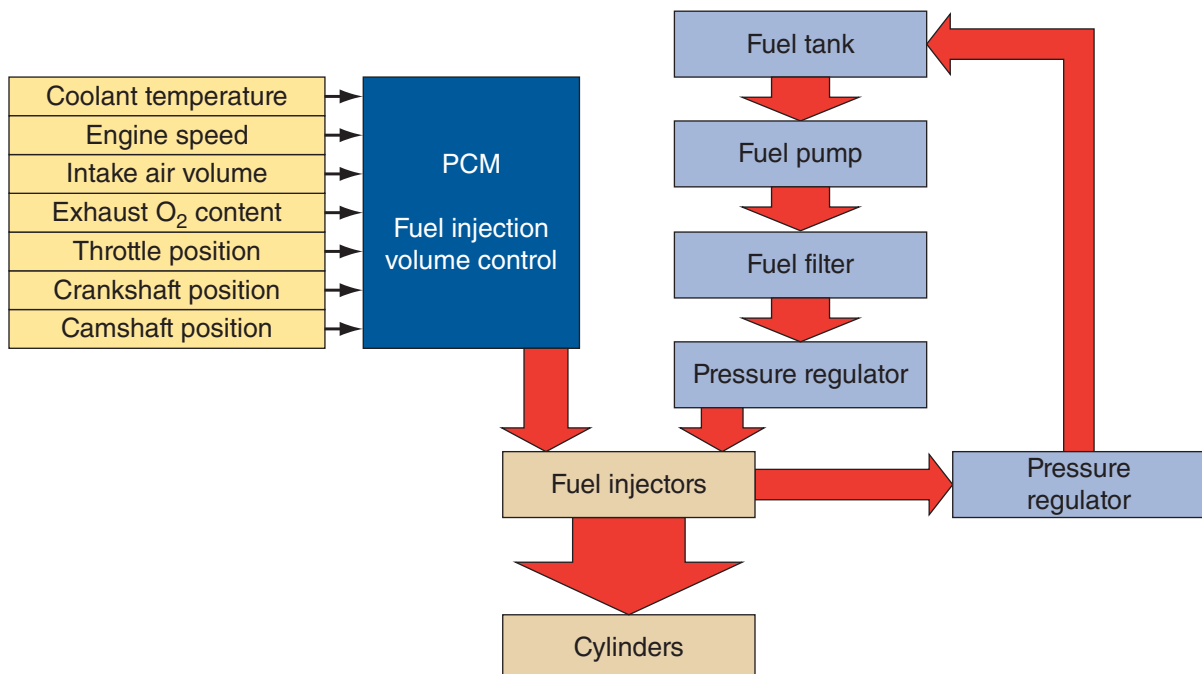 Coolant temperature
Engine speed
Intake air volume
Exhaust O₂ content
Throttle position
Crankshaft position
Camshaft position
PCM
Fuel injection
volume control
Fuel tank
Fuel pump
Fuel filter
Pressure regulator
Fuel injectors
Pressure
regulator
Cylinders